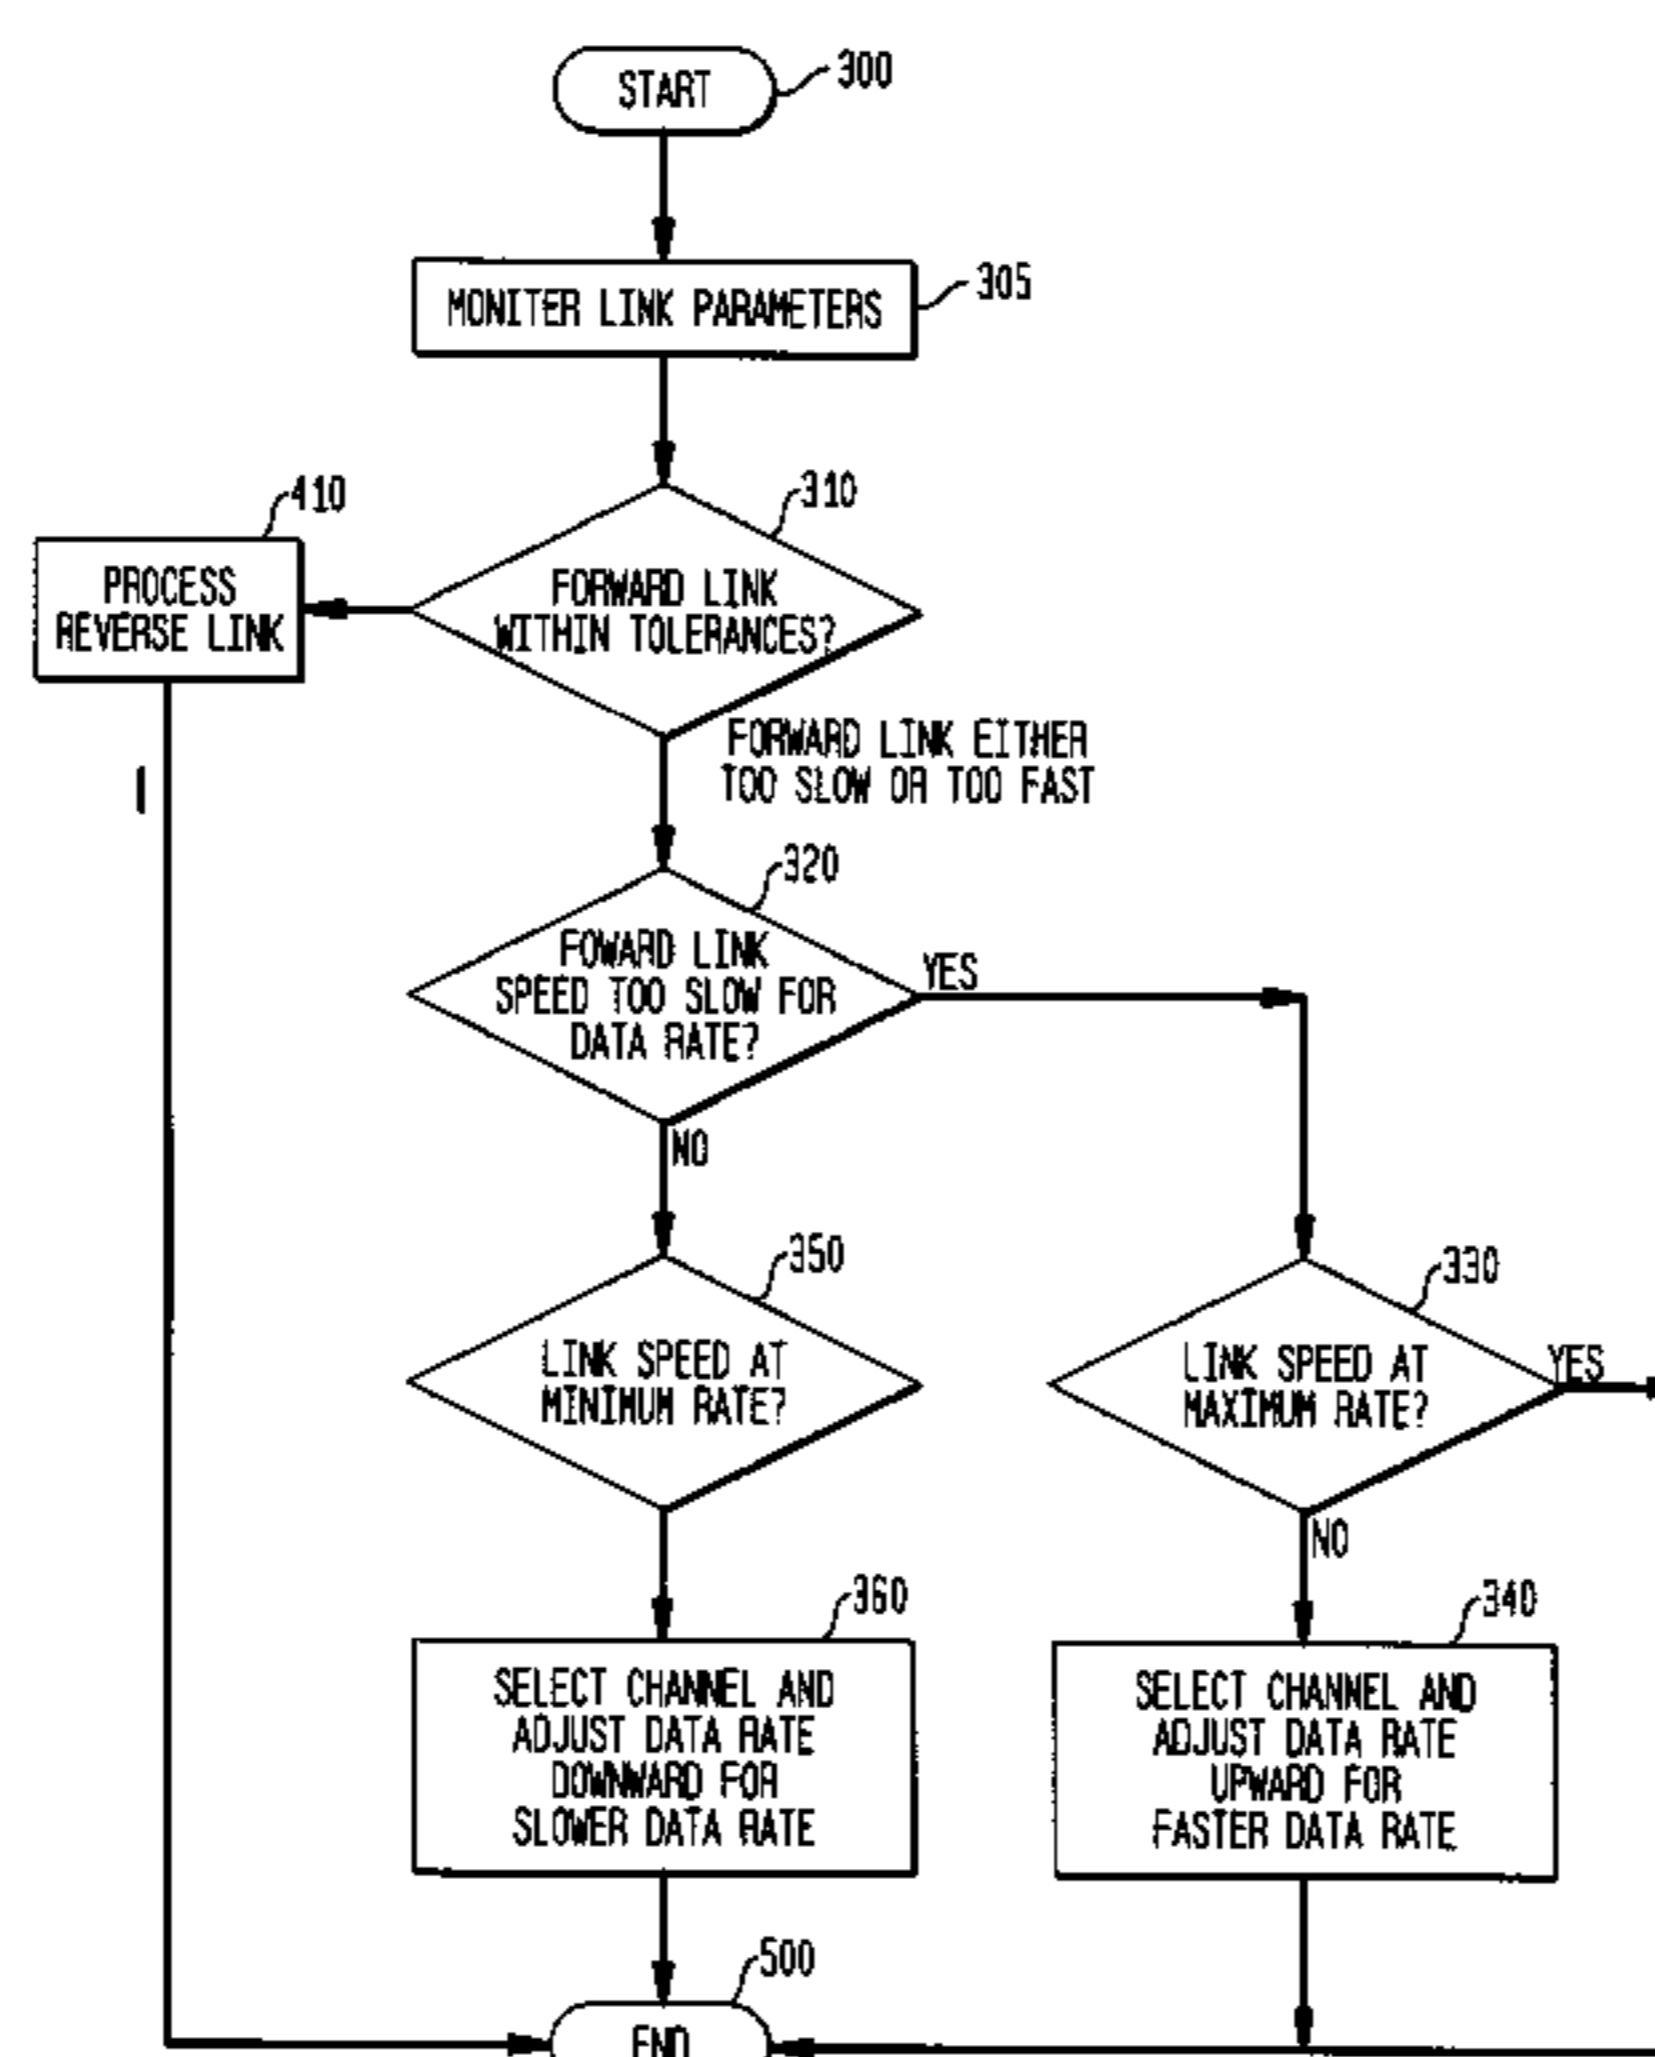 START
300
MONITER LINK PARAMETERS
305
410
310
PROCESS
REVERSE LINK
FORWARD LINK
WITHIN TOLERANCES?
FORWARD LINK EITHER
TOO SLOW OR TOO FAST
320
FOWARD LINK
SPEED TOO SLOW FOR
DATA RATE?
YES
NO
350
330
LINK SPEED AT
MINIMUM RATE?
LINK SPEED AT
MAXIMUM RATE?
YES
NO
360
340
SELECT CHANNEL AND
ADJUST DATA RATE
DOWNWARD FOR
SLOWER DATA RATE
SELECT CHANNEL AND
ADJUST DATA RATE
UPWARD FOR
FASTER DATA RATE
500
END